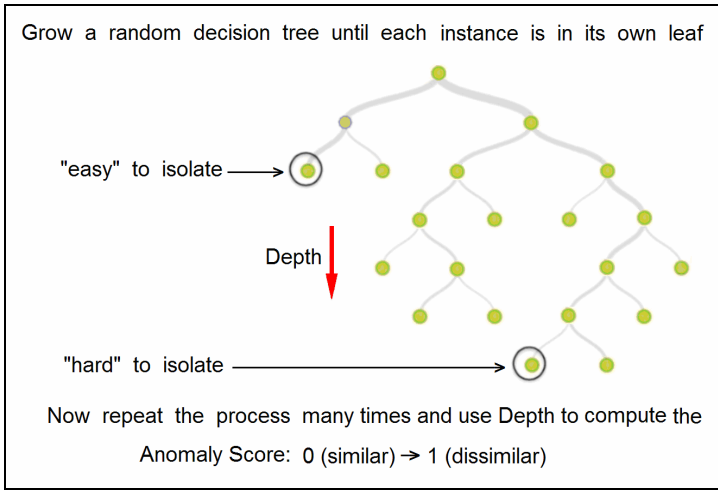 Grow a random decision tree until each instance is in its own leaf
"easy" to isolate
Depth
"hard" to isolate
Now repeat the process many times and use Depth to compute the
Anomaly Score: 0 (similar) → 1 (dissimilar)